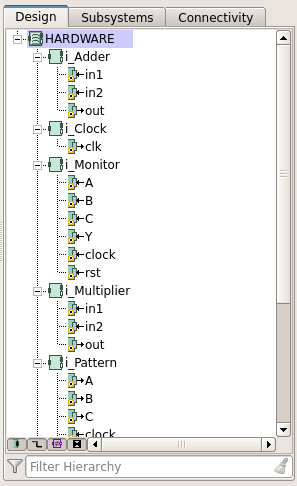 Design Subsystems Connectivity
HARDWARE
i_Adder
in1
in2
out
i_Clock
clk
i_Monitor
A
B
C
Y
clock
rst
i_Multiplier
in1
in2
out
i_Pattern
A
B
C
clock
Filter Hierarchy